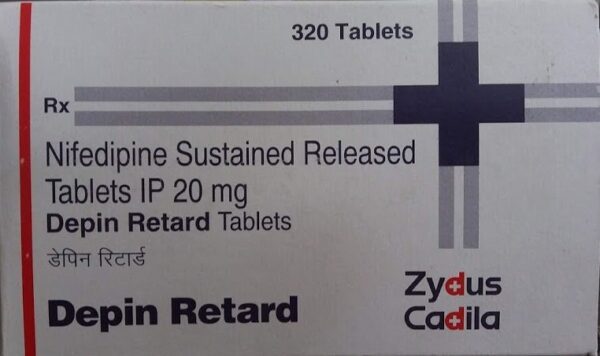 320 Tablets
Rx
Nifedipine Sustained Released
Tablets IP 20 mg
Depin Retard Tablets
डेपिन रिटार्ड
Depin Retard
Zydus
Cadila